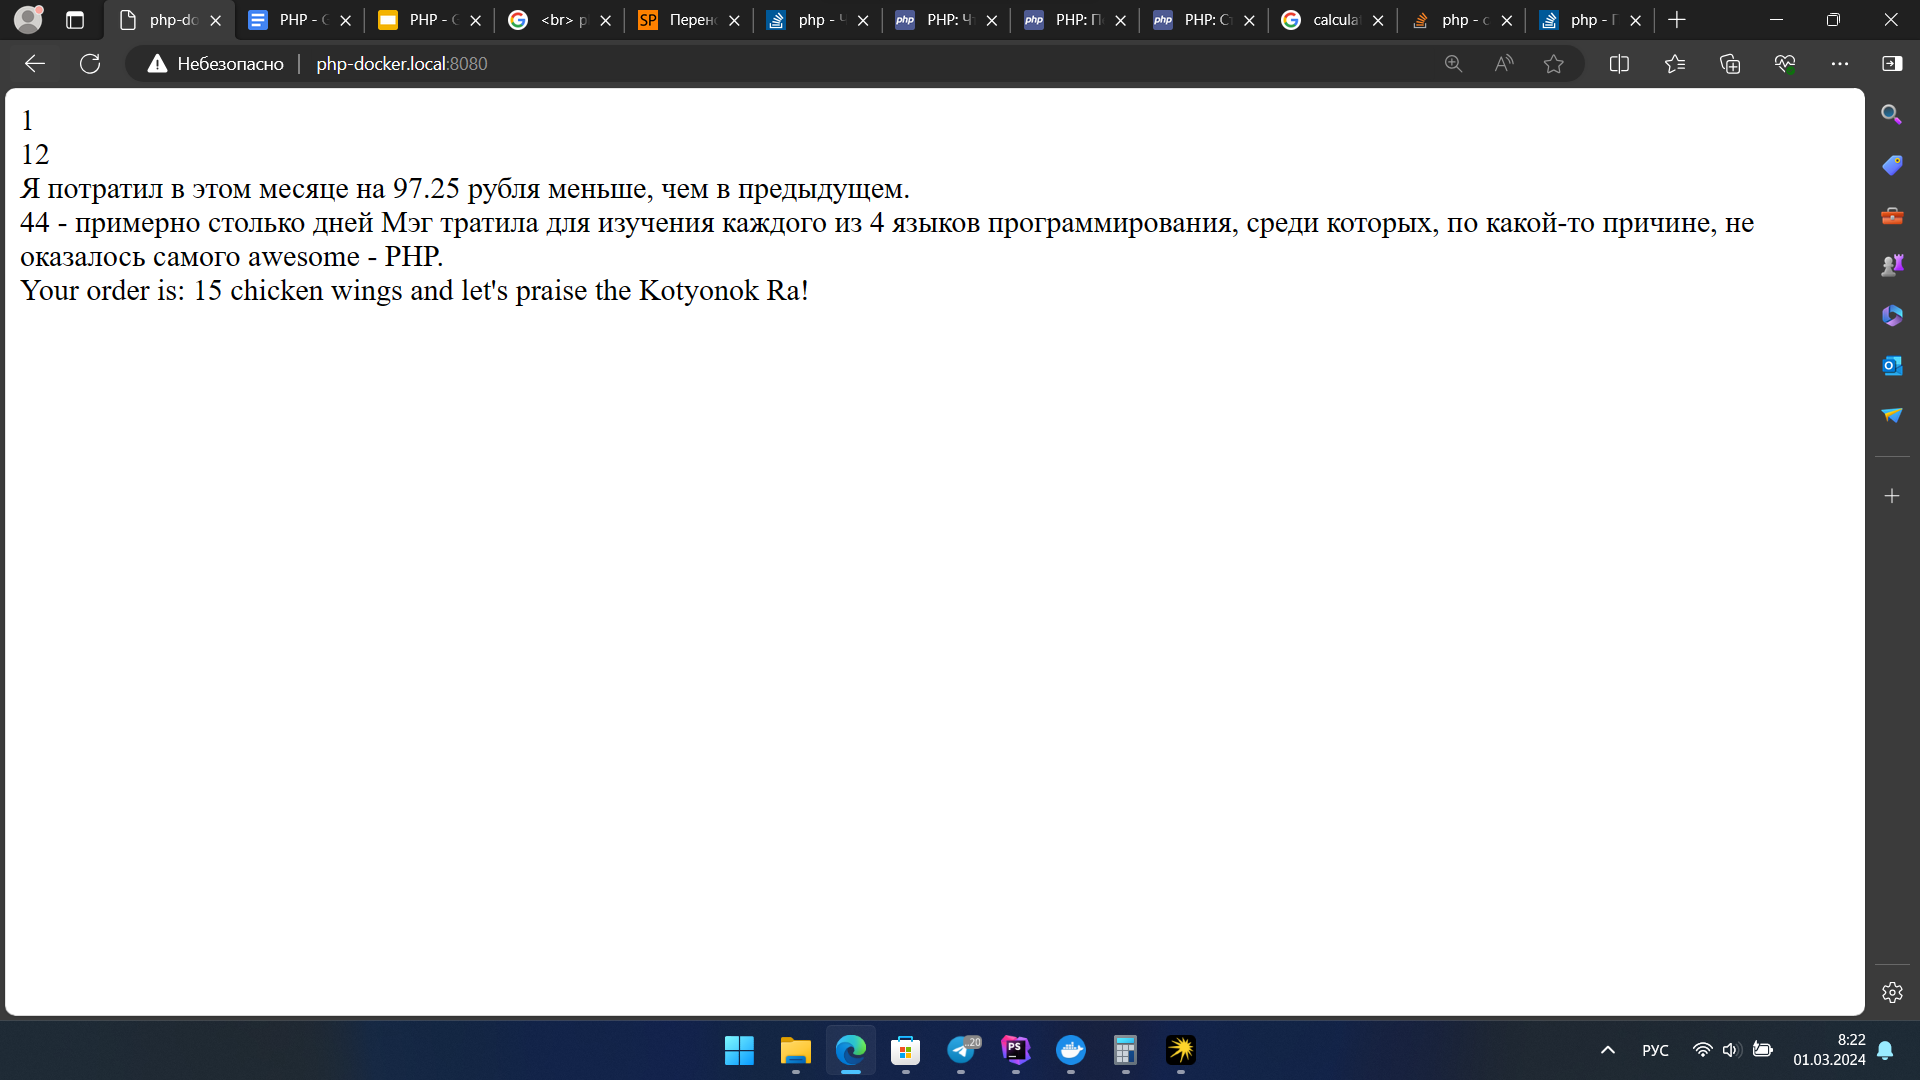 php-do
PHP - G
PHP - G
<br> p
SP
Перен
php - Ч
php
PHP: Ч
php
PHP: П
php
PHP: С
calcula
php - c
php - П
Небезопасно
php-docker.local:8080
1
12
Я потратил в этом месяце на 97.25 рубля меньше, чем в предыдущем.
44 - примерно столько дней Мэг тратила для изучения каждого из 4 языков программирования, среди которых, по какой-то причине, не
оказалось самого awesome - PHP.
Your order is: 15 chicken wings and let's praise the Kotyonok Ra!
..20
PS
РУС
8:22
01.03.2024